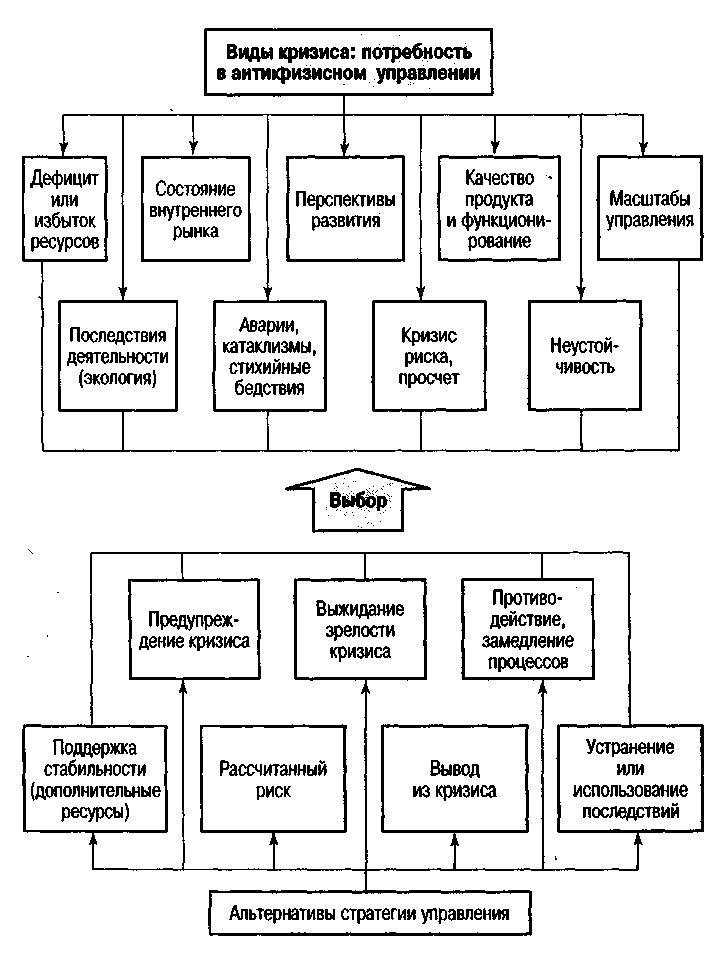 Виды кризиса: потребность
в антикфизисном управлении
Дефицит
или
избыток
ресурсов
Состояние
внутреннего
рынка
Перспективы
развития
Качество
продукта
и функциони-
рование
Масштабы
управления
Последствия
деятельности
(экология)
Аварии,
катаклизмы,
стихийные
бедствия
Кризис
риска,
просчет
Неустой-
чивость
Выбор
Предупреж-
дение кризиса
Выжидание
зрелости
кризиса
Противо-
действие,
замедление
процессов
Поддержка
стабильности
(дополнительные
ресурсы)
Рассчитанный
риск
Вывод
из кризиса
Устранение
или
использование
последствий
Альтернативы стратегии управления